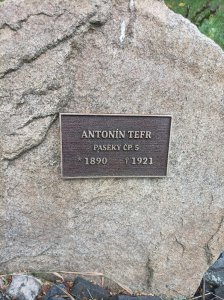 ANTONÍN TEFR
PASEKY ČP. 5
* 1890 † 1921